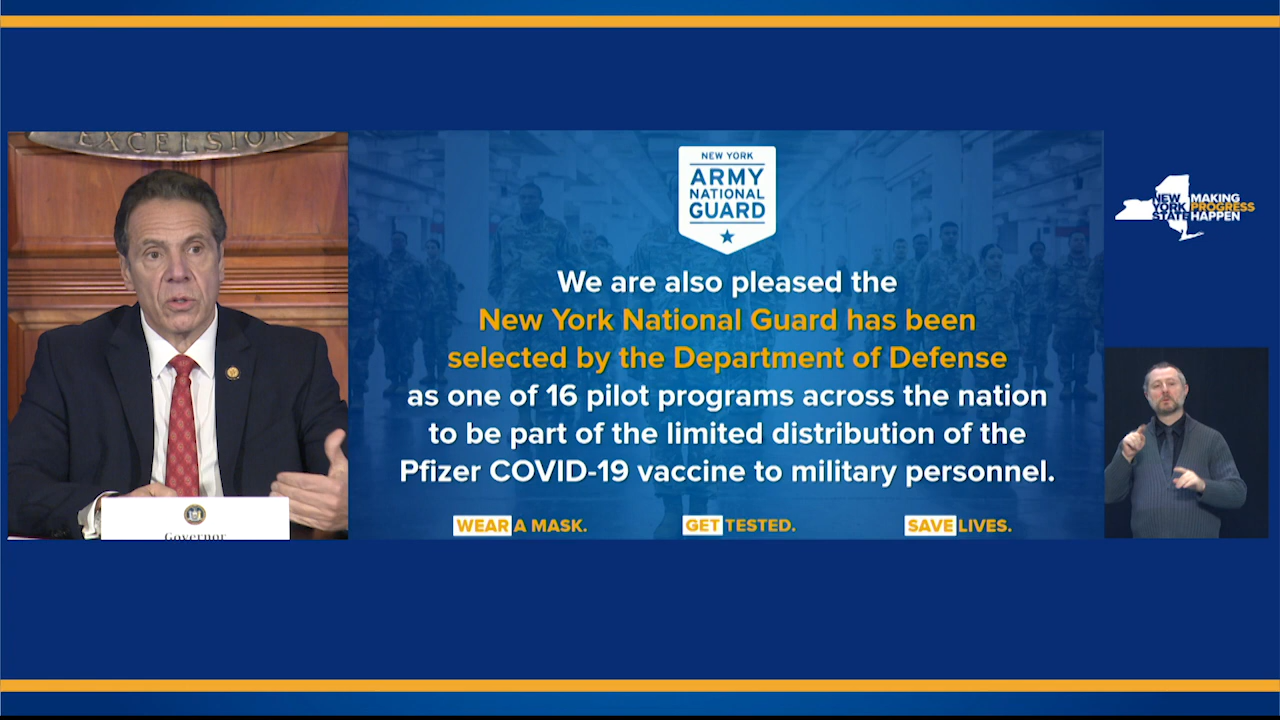 EXCELSIOR
Governor
NEW YORK
ARMY
NATIONAL
GUARD
We are also pleased the
New York National Guard has been
selected by the Department of Defense
as one of 16 pilot programs across the nation
to be part of the limited distribution of the
Pfizer COVID-19 vaccine to military personnel.
WEAR A MASK. GET TESTED. SAVE LIVES.
NEW YORK STATE
MAKING
PROGRESS
HAPPEN